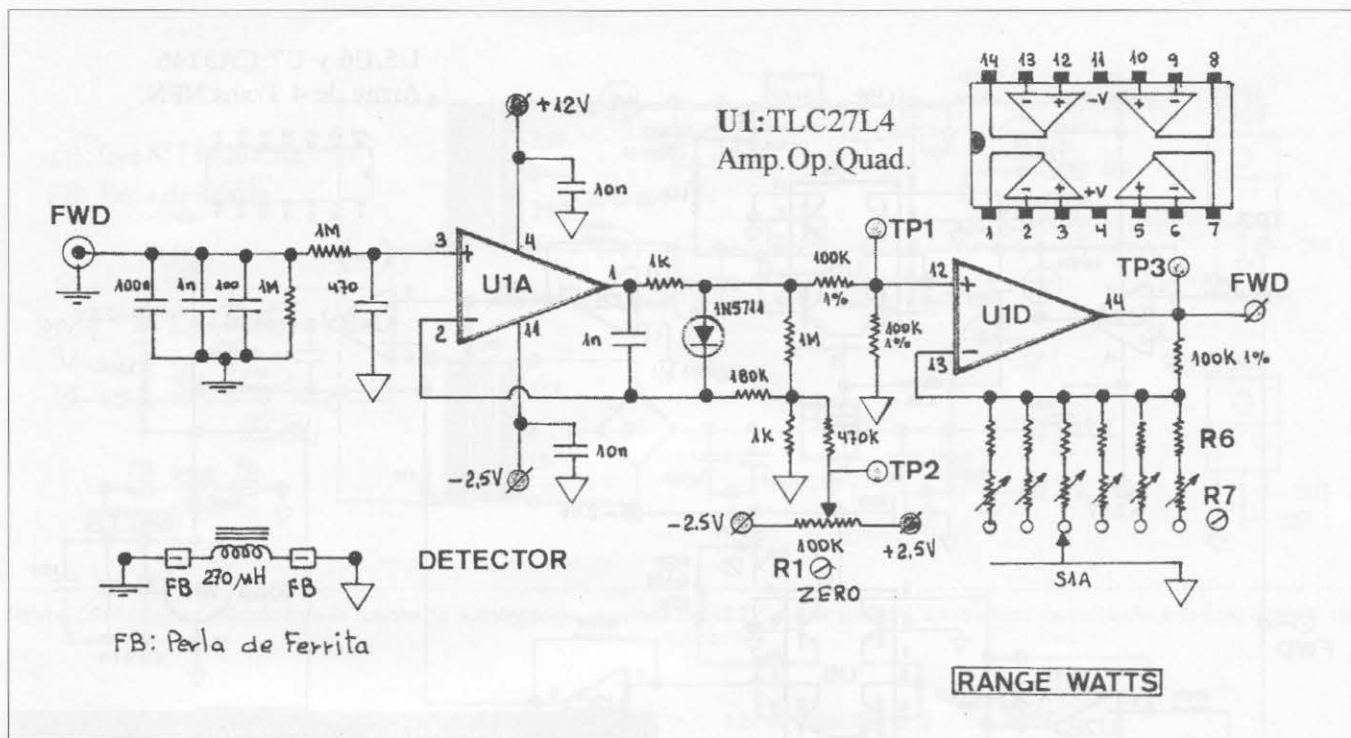 +12V
U1:TLC27L4
Amp.Op.Quad.
14 13 12 11 10 9 8
- + -V + -
- + +V + -
1 2 3 4 5 6 7
FWD
10n
1M
3
4
+
U1A
1
1K
TP1
100K
1%
12
+
U1D
14
TP3
FWD
100n
1n
100
1M
470
2
-
11
1n
1N5711
1M
100K
1%
13
-
100K 1%
180K
1K
470K
R6
10n
-2,5V
TP2
R7
-2.5V
+2,5V
100K
R1
ZERO
S1A
FB
270µH
FB
DETECTOR
FB: Perla de Ferrita
RANGE WATTS